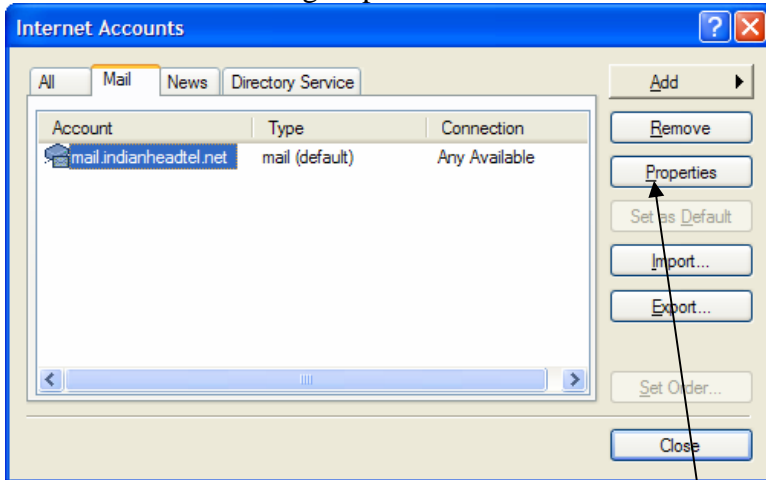 Internet Accounts
All Mail News Directory Service Add
Account Type Connection Remove
mail.indianheadtel.net mail (default) Any Available
Properties
Set as Default
Import...
Export...
Set Order...
Close